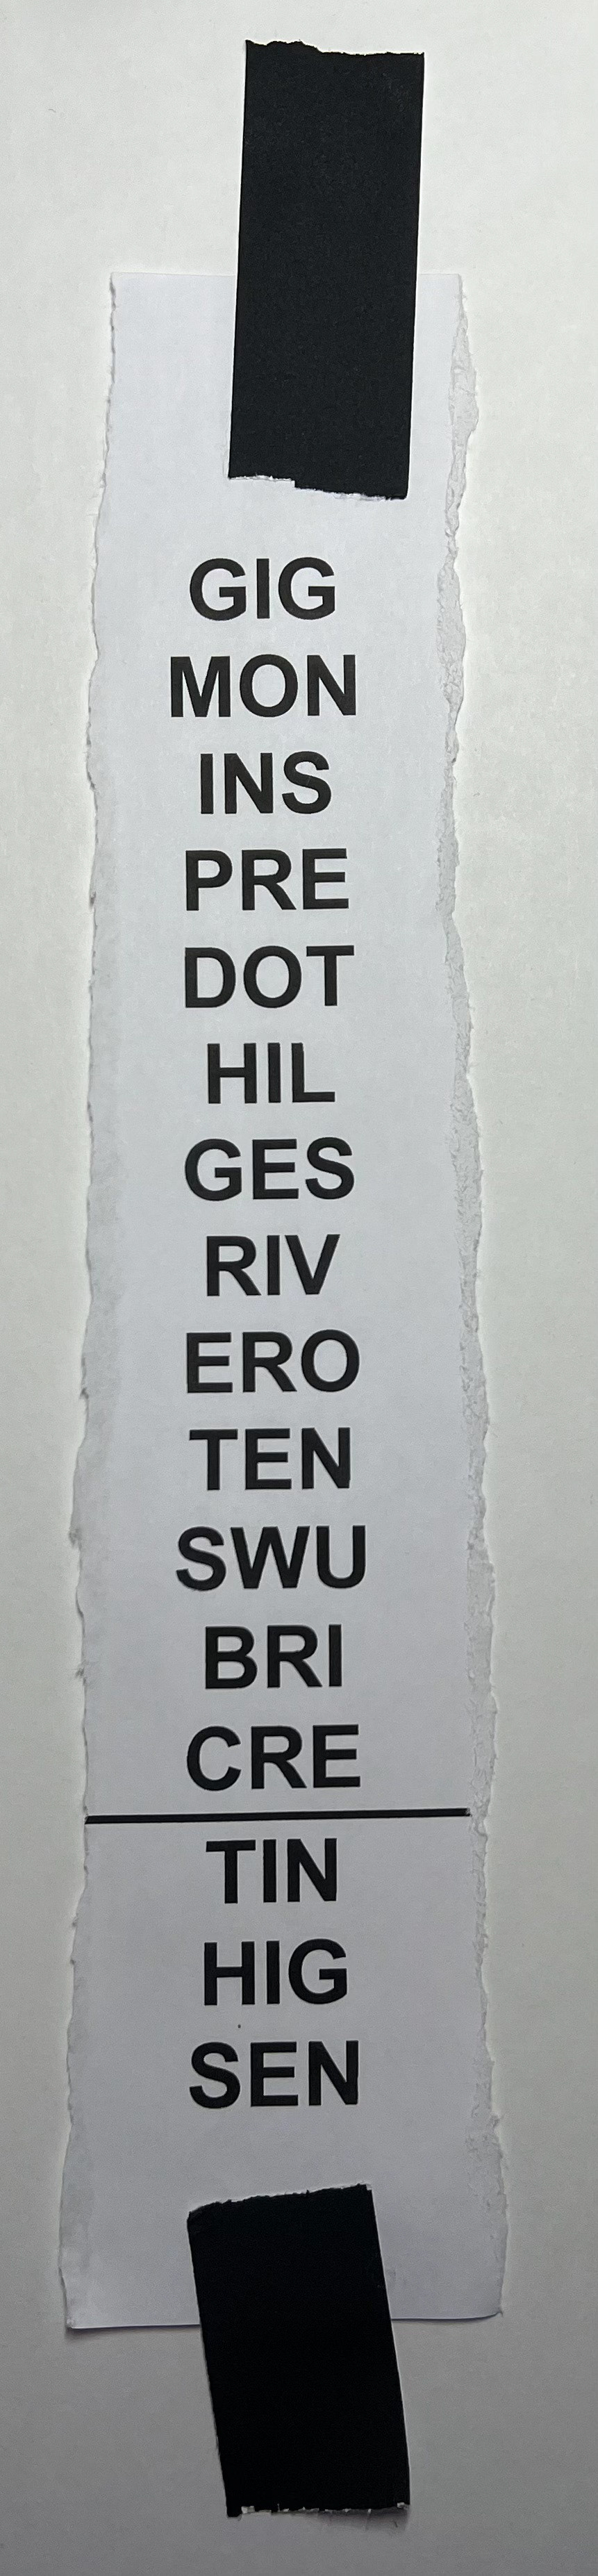 GIG
MON
INS
PRE
DOT
HIL
GES
RIV
ERO
TEN
SWU
BRI
CRE
TIN
HIG
SEN